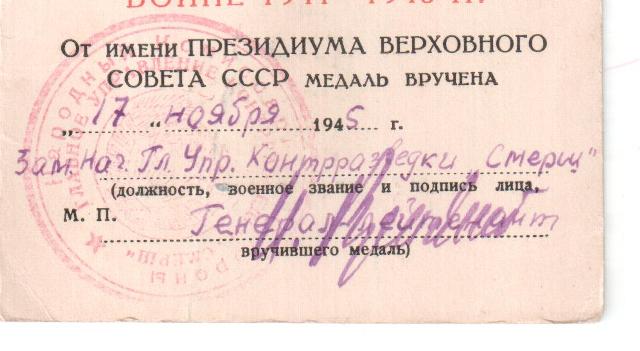 ВОЙНЕ 1941—1945 гг.
От имени ПРЕЗИДИУМА ВЕРХОВНОГО
СОВЕТА СССР медаль вручена
„17" ноября 1945 г.
Зам. нач. Гл. Упр. Контрразведки Смерш"
(должность, военное звание и подпись лица,
М. П. Генерал-лейтенант
вручившего медаль)